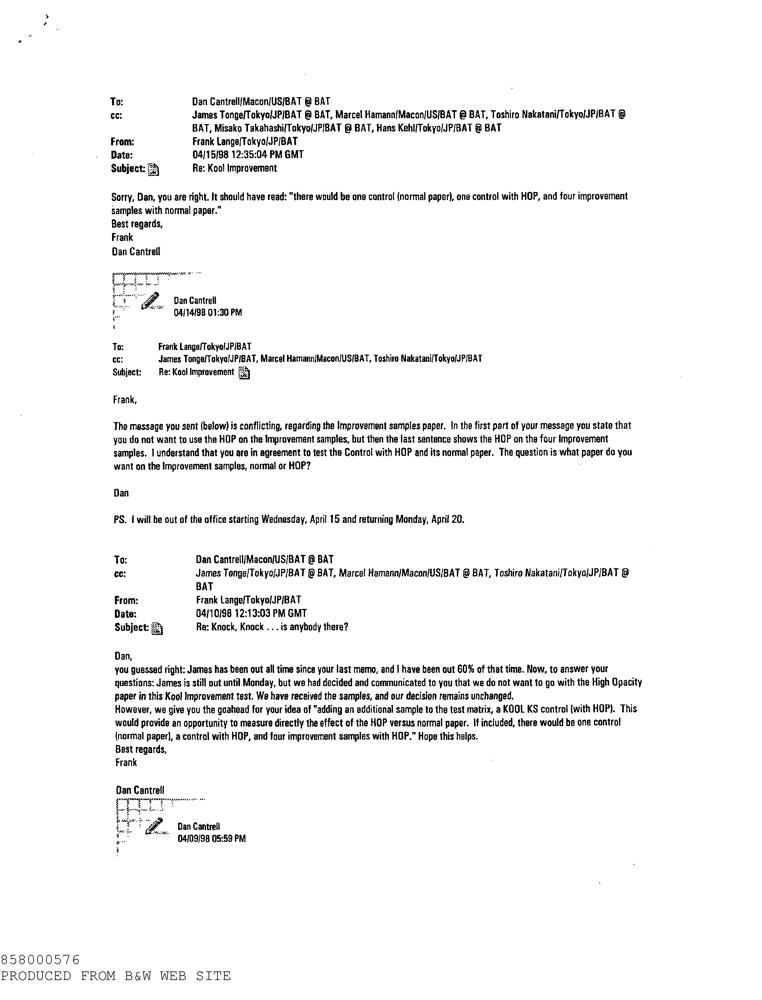 To: Dan Cantrell/Macon/US/BAT @ BAT
cc: James Tonge/Tokyo/JP/BAT @ BAT, Marcel Hamann/Macon/US/BAT @ BAT, Toshiro Nakatani/Tokyo/JP/BAT @
BAT, Misako Takahashi/Tokyo/JP/BAT @ BAT, Hans Kehl/Tokyo/JP/BAT @ BAT
From: Frank Lange/Tokyo/JP/BAT
Date: 04/15/98 12:35:04 PM GMT
Subject: Re: Kool Improvement
Sorry, Dan, you are right. It should have read: "there would be one control (normal paper), one control with HOP, and four improvement
samples with normal paper."
Best regards,
Frank
Dan Cantrell
Dan Cantrell
04/14/98 01:30 PM
To: Frank Lange/Tokyo/JP/BAT
cc: James Tonge/Tokyo/JP/BAT, Marcel Hamann/Macon/US/BAT, Toshiro Nakatani/Tokyo/JP/BAT
Subject: Re: Kool Improvement
Frank,
The message you sent (below) is conflicting, regarding the Improvement samples paper. In the first part of your message you state that
you do not want to use the HOP on the Improvement samples, but then the last sentence shows the HOP on the four Improvement
samples. I understand that you are in agreement to test the Control with HOP and its normal paper. The question is what paper do you
want on the Improvement samples, normal or HOP?
Dan
PS. I will be out of the office starting Wednesday, April 15 and returning Monday, April 20.
To: Dan Cantrell/Macon/US/BAT @ BAT
cc: James Tonge/Tokyo/JP/BAT @ BAT, Marcel Hamann/Macon/US/BAT @ BAT, Toshiro Nakatani/Tokyo/JP/BAT @
BAT
From: Frank Lange/Tokyo/JP/BAT
Date: 04/10/98 12:13:03 PM GMT
Subject: Re: Knock, Knock . . . is anybody there?
Dan,
you guessed right: James has been out all time since your last memo, and I have been out 60% of that time. Now, to answer your
questions: James is still out until Monday, but we had decided and communicated to you that we do not want to go with the High Opacity
paper in this Kool Improvement test. We have received the samples, and our decision remains unchanged.
However, we give you the goahead for your idea of "adding an additional sample to the test matrix, a KOOL KS control (with HOP). This
would provide an opportunity to measure directly the effect of the HOP versus normal paper. If included, there would be one control
(normal paper), a control with HOP, and four improvement samples with HOP." Hope this helps.
Best regards,
Frank
Dan Cantrell
Dan Cantrell
04/09/98 05:59 PM
858000576
PRODUCED FROM B&W WEB SITE